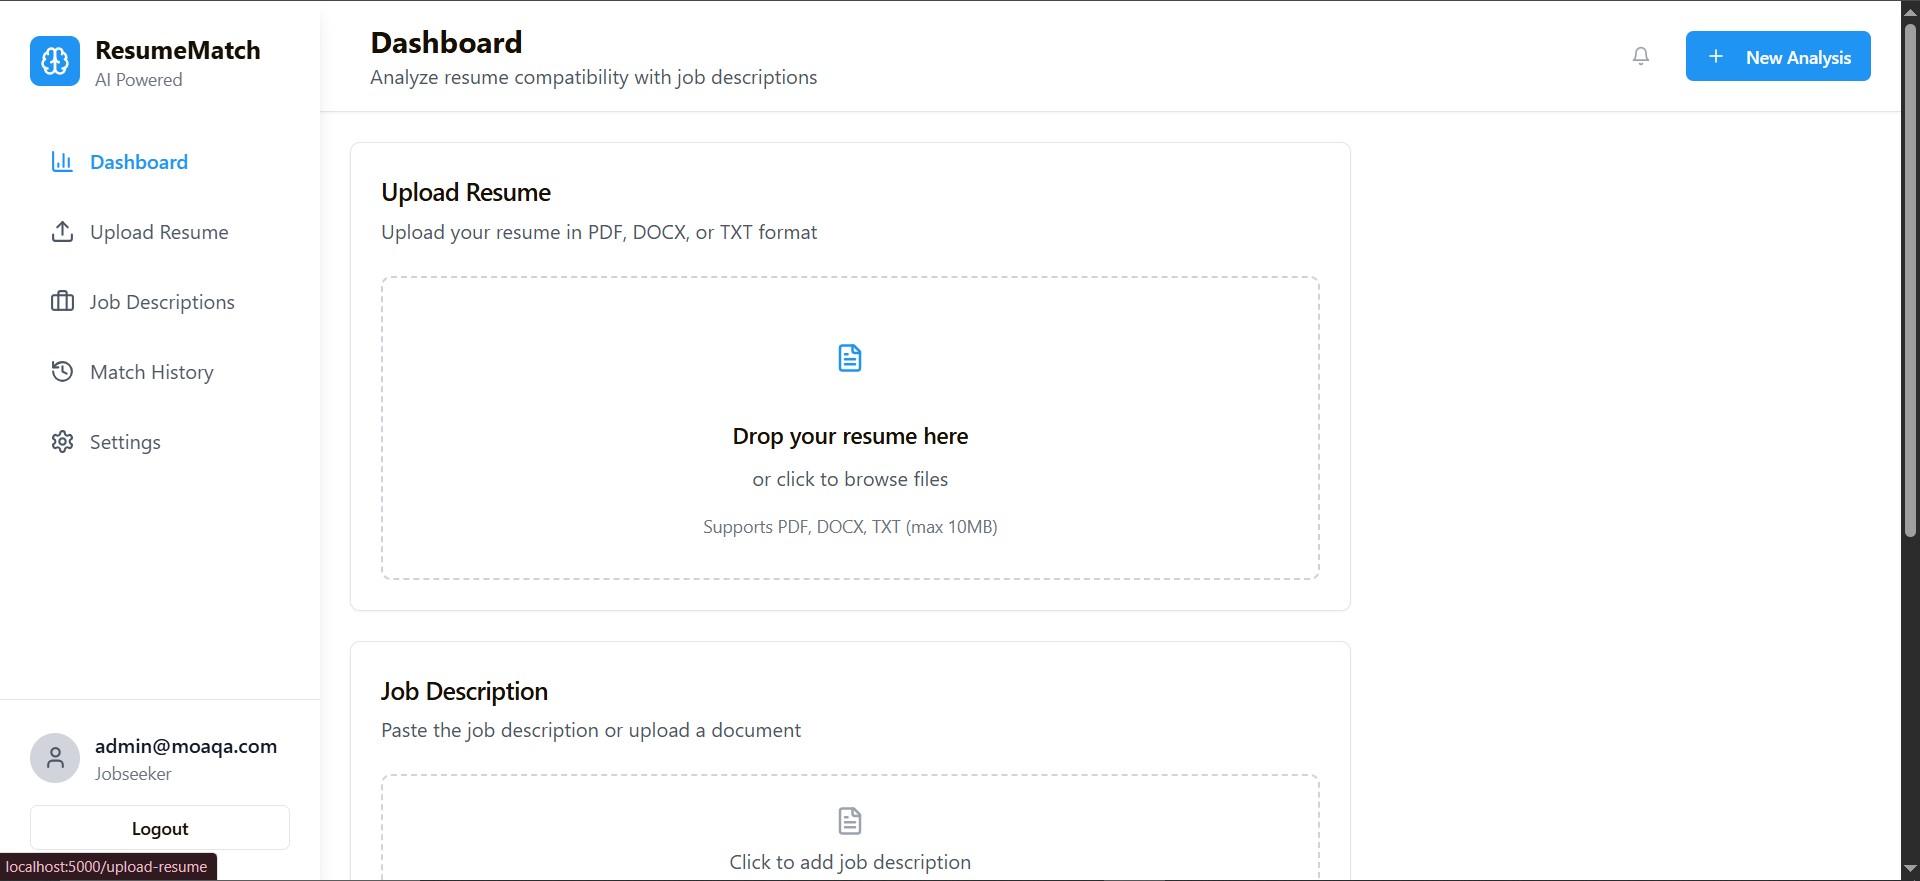 ResumeMatch
AI Powered
Dashboard
Upload Resume
Job Descriptions
Match History
Settings
admin@moaqa.com
Jobseeker
Logout
localhost:5000/upload-resume
Dashboard
Analyze resume compatibility with job descriptions
New Analysis
Upload Resume
Upload your resume in PDF, DOCX, or TXT format
Drop your resume here
or click to browse files
Supports PDF, DOCX, TXT (max 10MB)
Job Description
Paste the job description or upload a document
Click to add job description